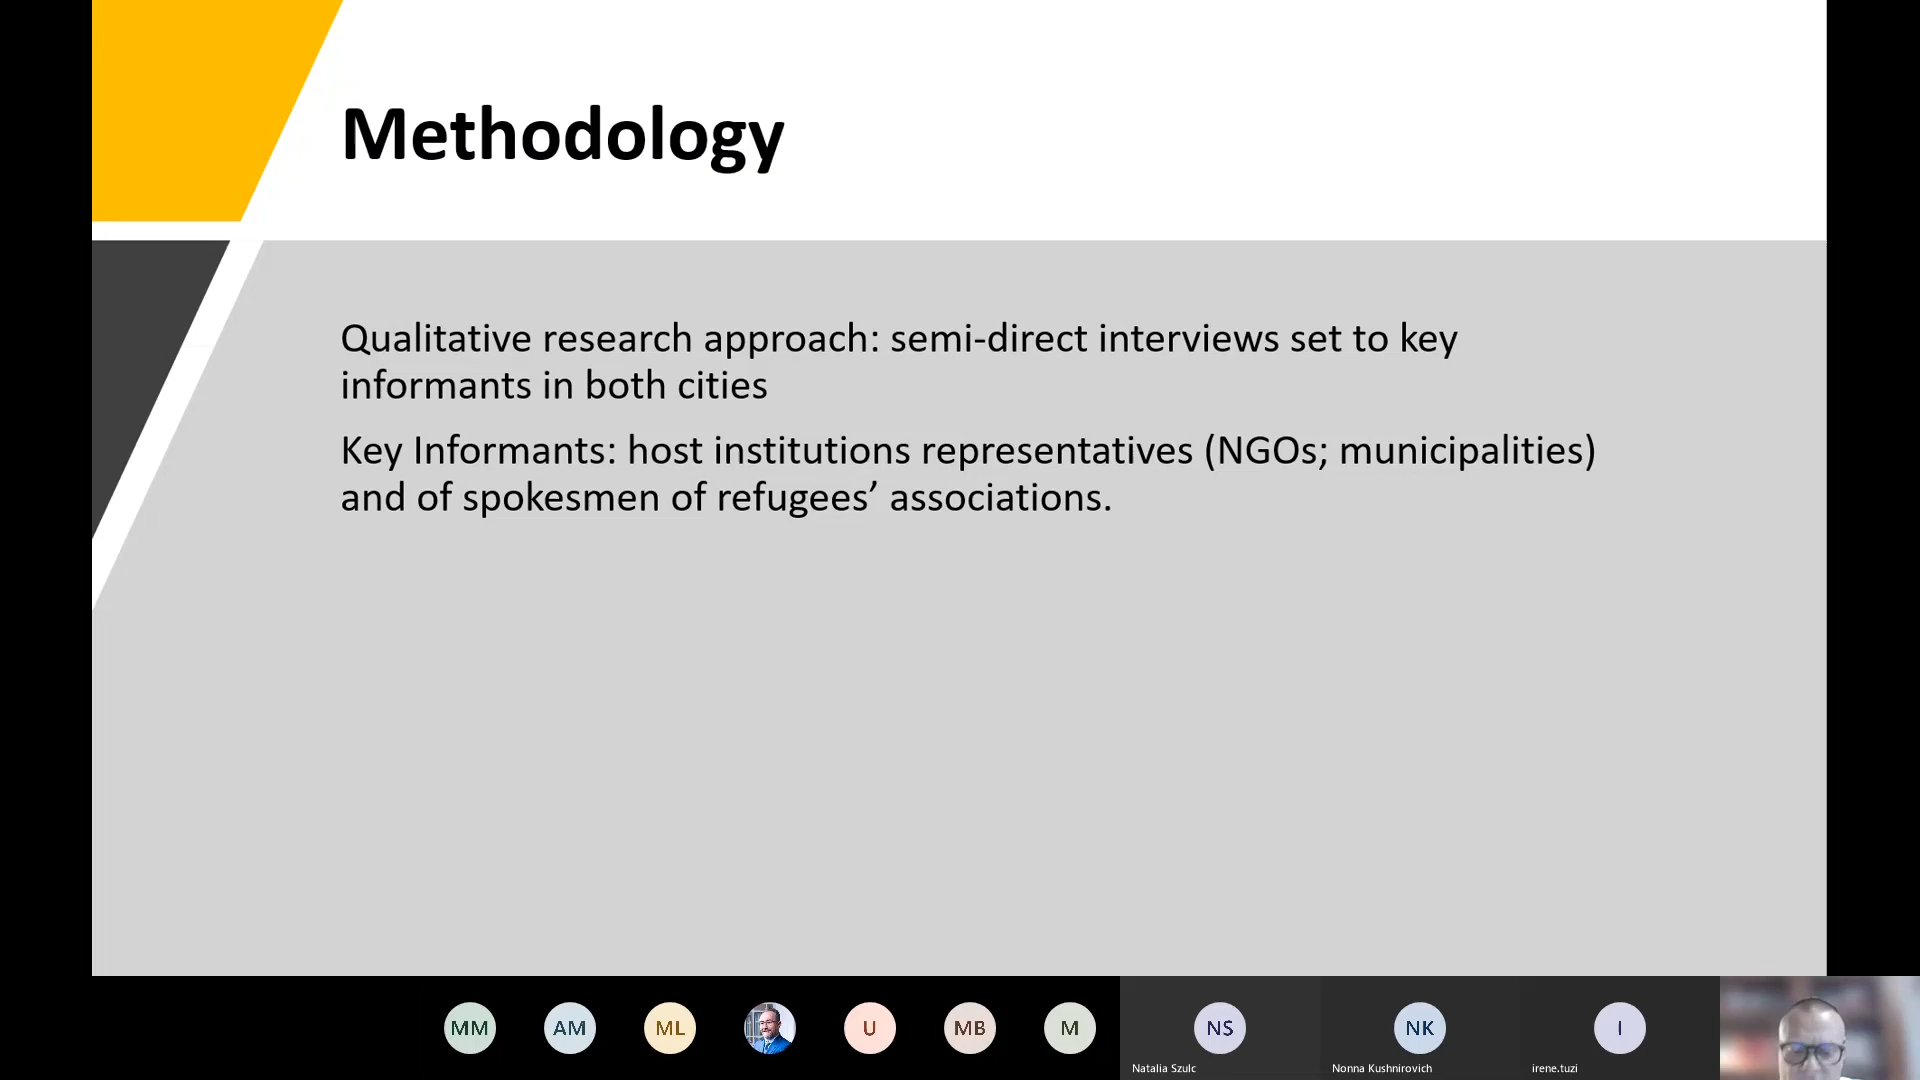 Methodology
Qualitative research approach: semi-direct interviews set to key
informants in both cities
Key Informants: host institutions representatives (NGOs; municipalities)
and of spokesmen of refugees’ associations.
MM
AM
ML
U
MB
M
NS
NK
I
Natalia Szulc
Nonna Kushnirovich
irene.tuzi